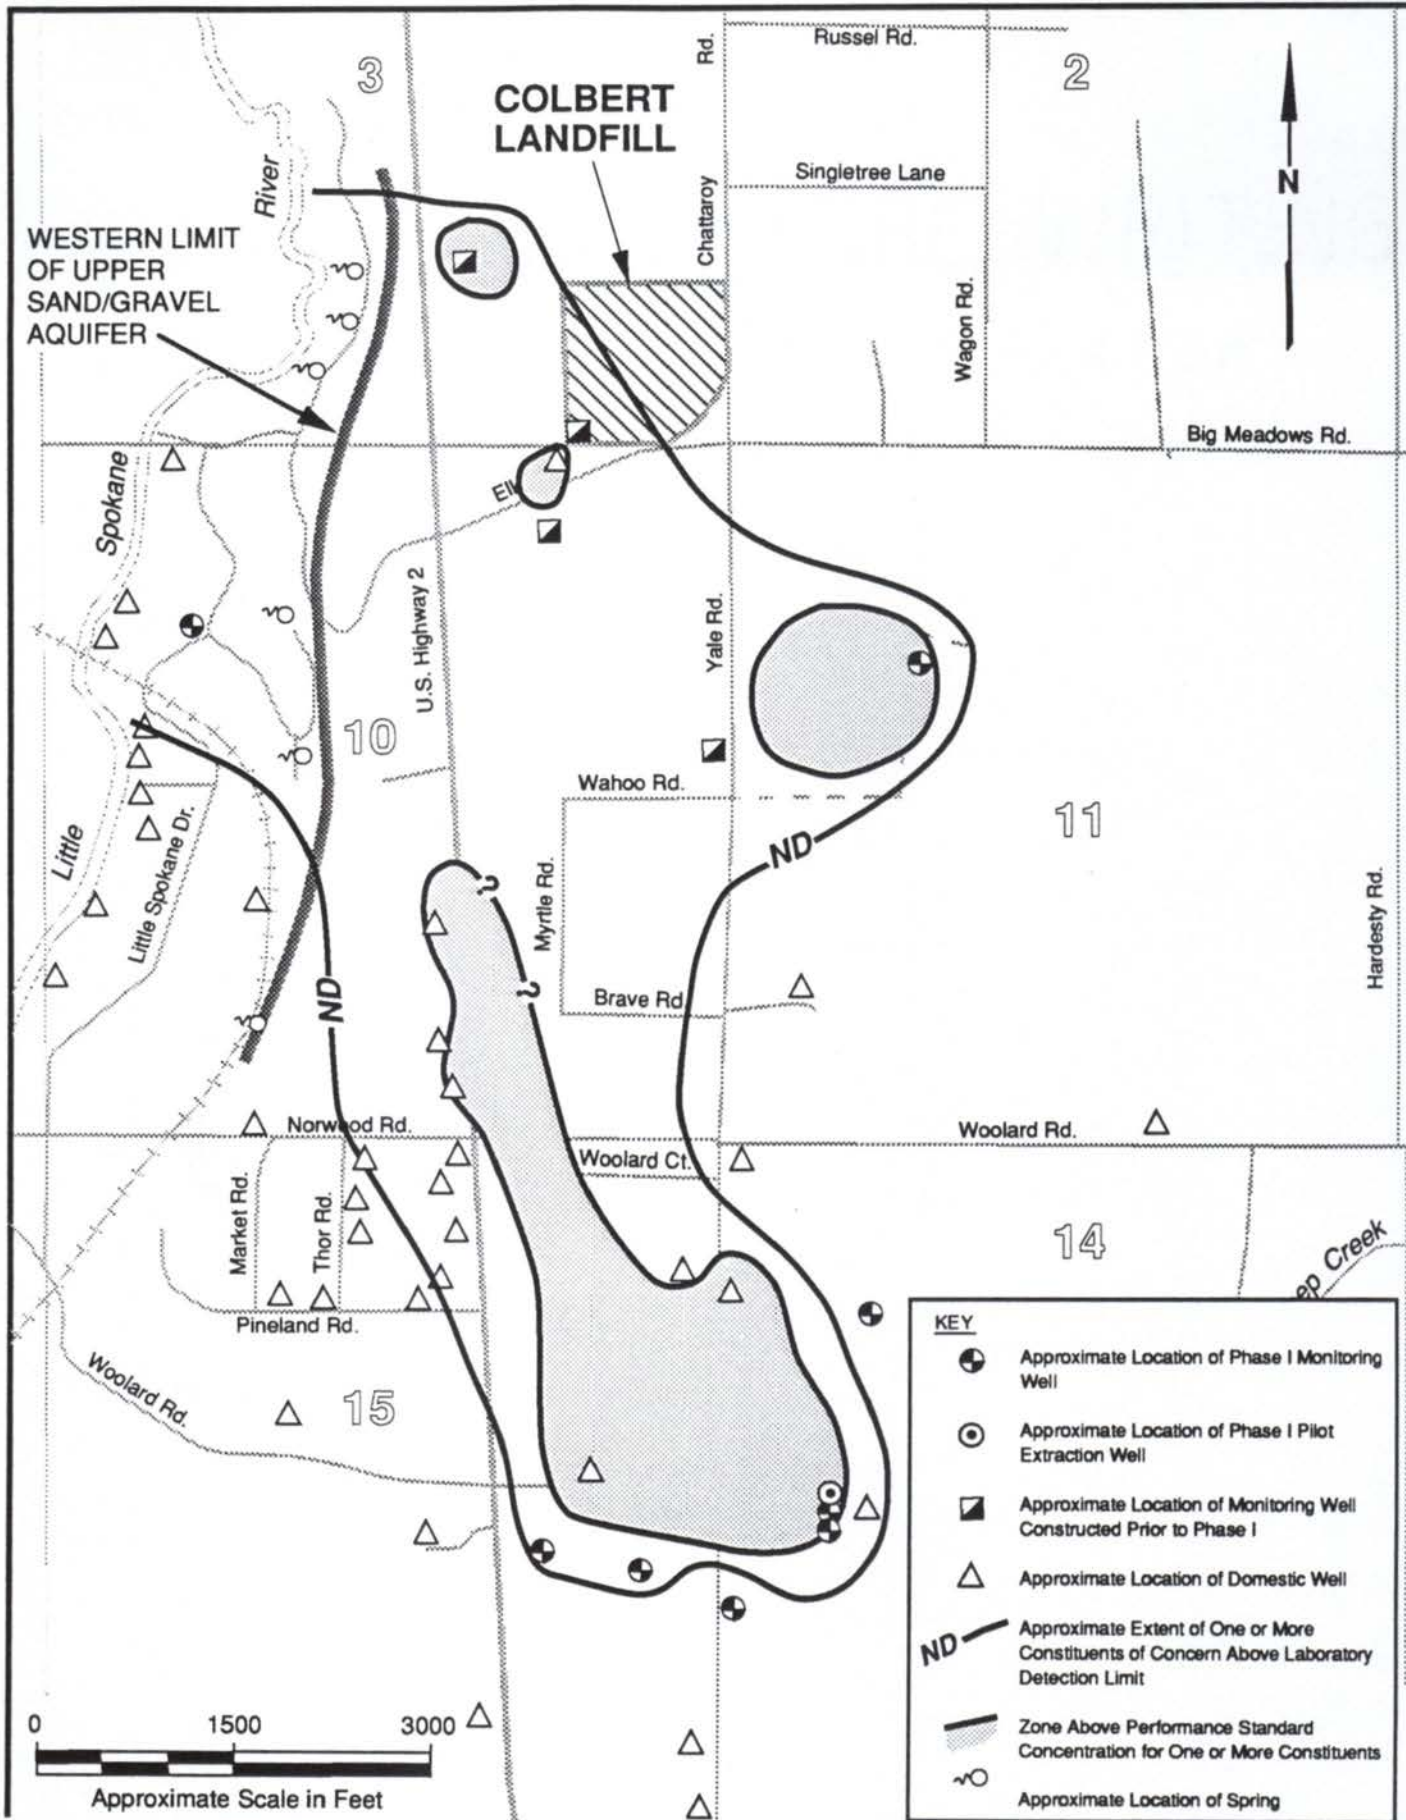 Russel Rd.
3
2
COLBERT
LANDFILL
Rd.
Chattaroy
Singletree Lane
N
River
WESTERN LIMIT
OF UPPER
SAND/GRAVEL
AQUIFER
Wagon Rd.
Big Meadows Rd.
Spokane
U.S. Highway 2
Yale Rd.
10
Wahoo Rd.
11
ND
Little
Little Spokane Dr.
?
Myrtle Rd.
Hardesty Rd.
ND
?
Brave Rd
Norwood Rd.
Woolard Rd.
Woolard Ct.
Market Rd.
Thor Rd.
14
ep Creek
Pineland Rd.
Woolard Rd.
15
KEY
Approximate Location of Phase I Monitoring
Well
Approximate Location of Phase I Pilot
Extraction Well
Approximate Location of Monitoring Well
Constructed Prior to Phase I
Approximate Location of Domestic Well
ND
Approximate Extent of One or More
Constituents of Concern Above Laboratory
Detection Limit
Zone Above Performance Standard
Concentration for One or More Constituents
Approximate Location of Spring
0 1500 3000
Approximate Scale in Feet